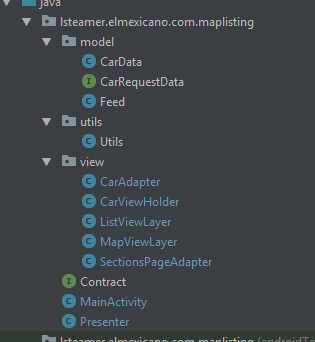 java
lsteamer.elmexicano.com.maplisting
model
C CarData
I CarRequestData
C Feed
utils
C Utils
view
C CarAdapter
C CarViewHolder
C ListViewLayer
C MapViewLayer
C SectionsPageAdapter
I Contract
C MainActivity
C Presenter
lsteamer.elmexicano.com.maplisting (androidTe